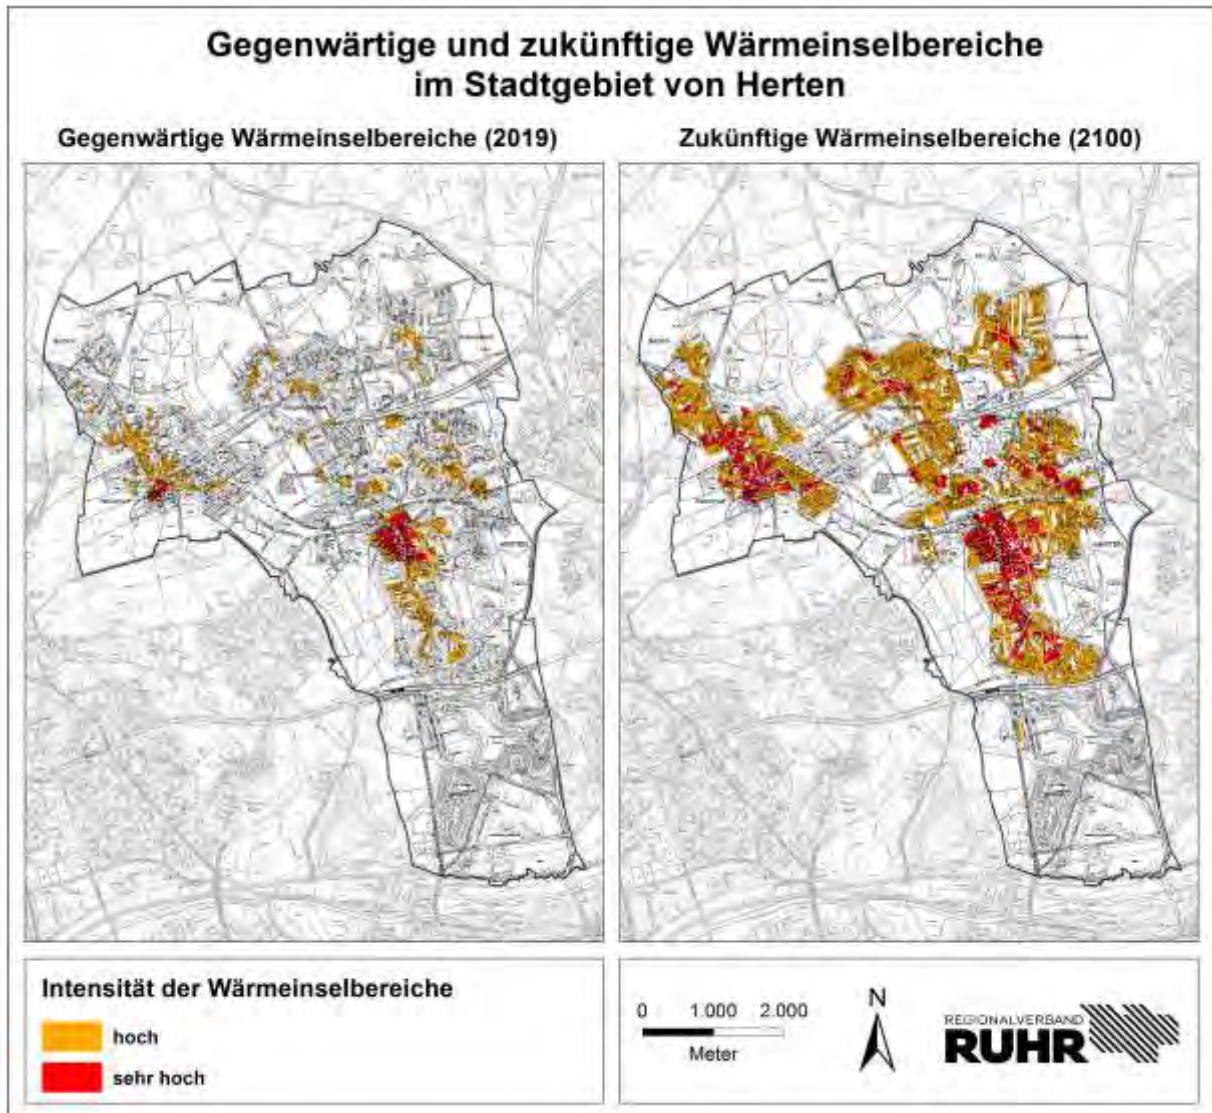 Gegenwärtige und zukünftige Wärmeinselbereiche
im Stadtgebiet von Herten
Gegenwärtige Wärmeinselbereiche (2019)
Zukünftige Wärmeinselbereiche (2100)
Intensität der Wärmeinselbereiche
hoch
sehr hoch
0 1.000 2.000
Meter
N
REGIONALVERBAND
RUHR